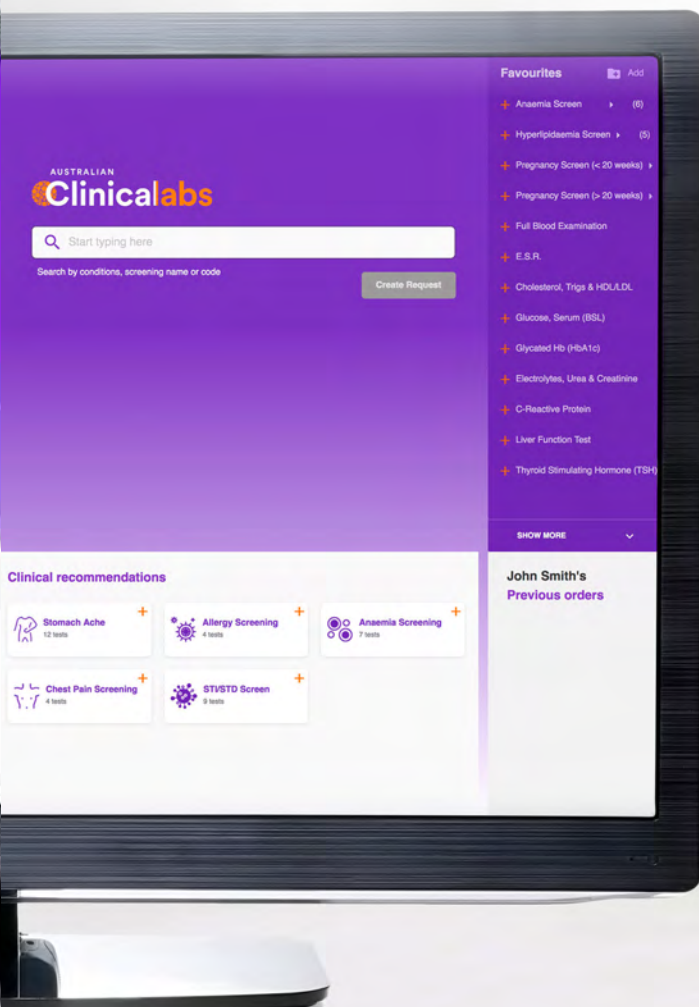 AUSTRALIAN
Clinicalabs
Start typing here
Search by conditions, screening name or code
Create Request
Favourites
Add
Anaemia Screen (6)
Hyperlipidaemia Screen (5)
Pregnancy Screen (< 20 weeks)
Pregnancy Screen (> 20 weeks)
Full Blood Examination
E.S.R.
Cholesterol, Trigs & HDL/LDL
Glucose, Serum (BSL)
Glycated Hb (HbA1c)
Electrolytes, Urea & Creatinine
C-Reactive Protein
Liver Function Test
Thyroid Stimulating Hormone (TSH)
SHOW MORE
Clinical recommendations
Stomach Ache
12 tests
Allergy Screening
4 tests
Anaemia Screening
7 tests
Chest Pain Screening
4 tests
STI/STD Screen
9 tests
John Smith's
Previous orders